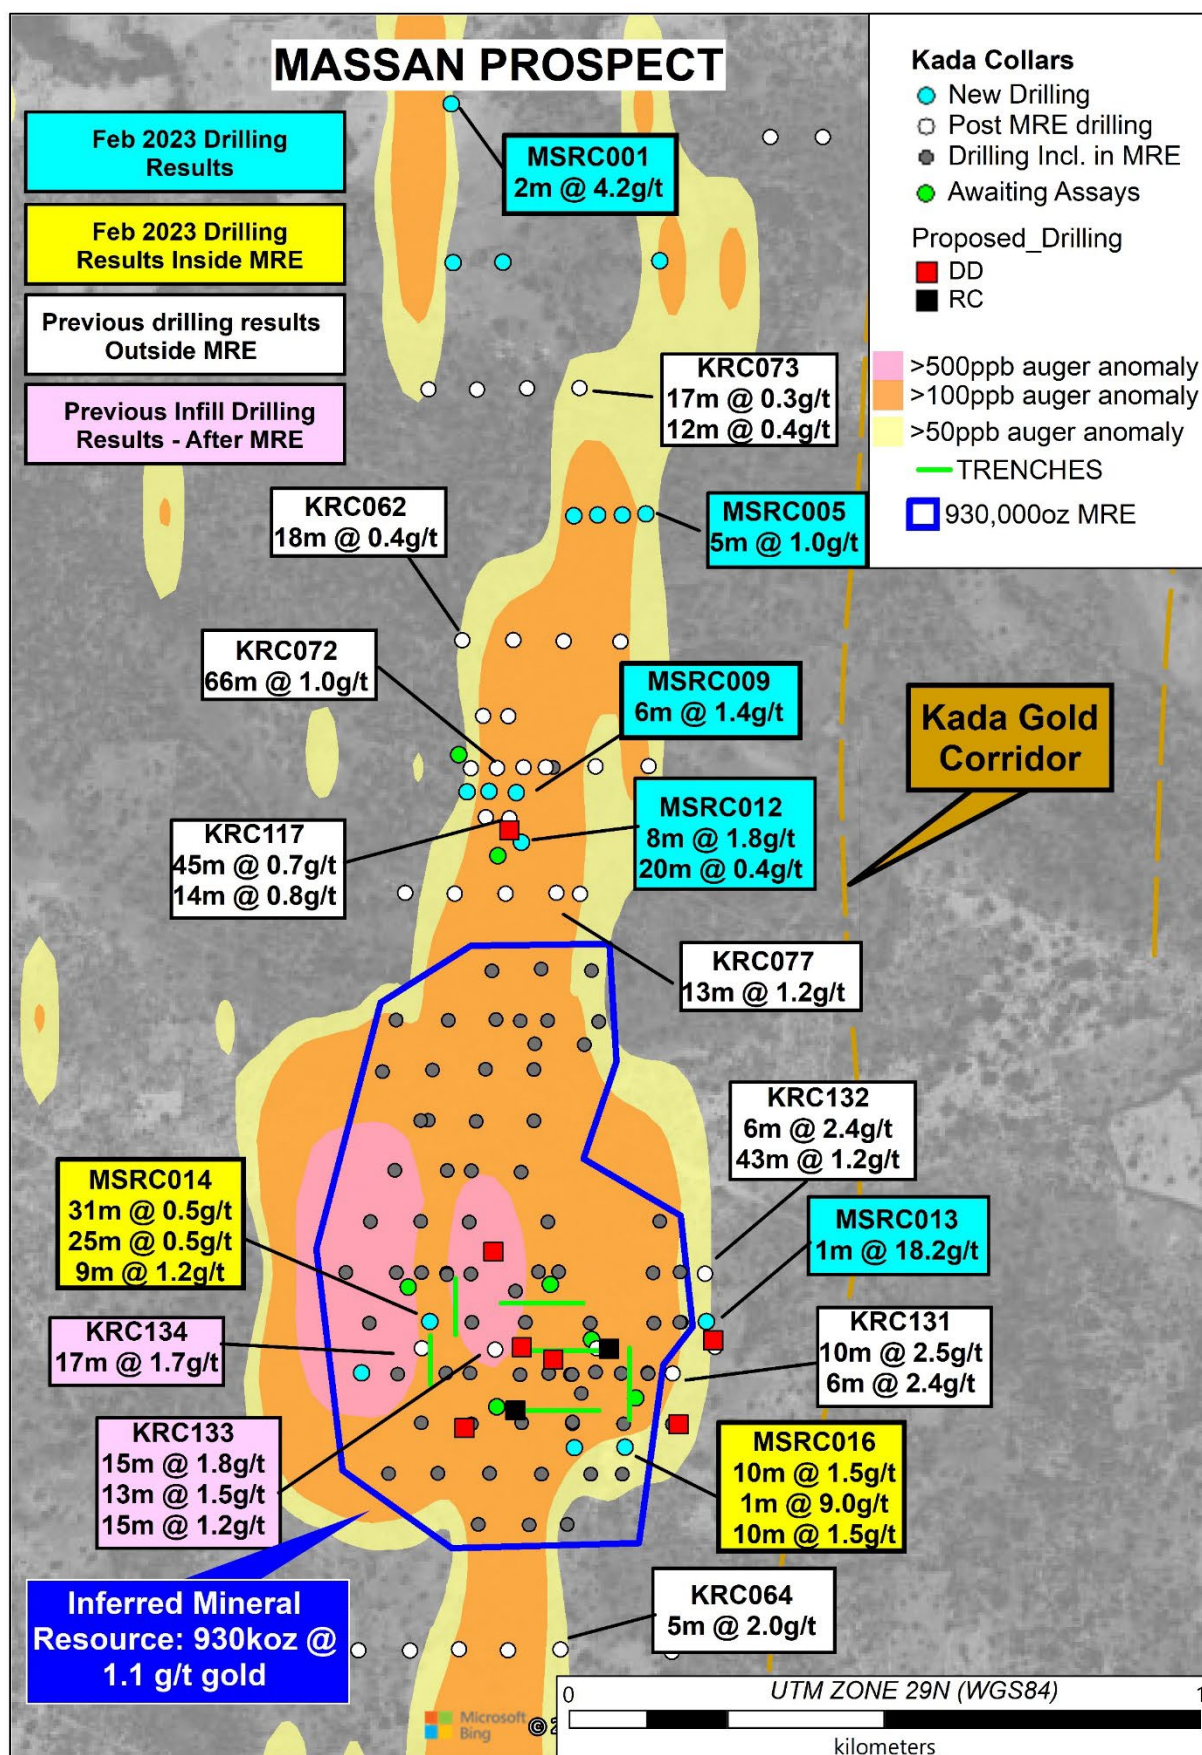 MASSAN PROSPECT
Feb 2023 Drilling
Results
Feb 2023 Drilling
Results Inside MRE
Previous drilling results
Outside MRE
Previous Infill Drilling
Results - After MRE
Kada Collars
New Drilling
Post MRE drilling
Drilling Incl. in MRE
Awaiting Assays
Proposed_Drilling
DD
RC
>500ppb auger anomaly
>100ppb auger anomaly
>50ppb auger anomaly
TRENCHES
930,000oz MRE
MSRC001
2m @ 4.2g/t
KRC073
17m @ 0.3g/t
12m @ 0.4g/t
KRC062
18m @ 0.4g/t
MSRC005
5m @ 1.0g/t
KRC072
66m @ 1.0g/t
MSRC009
6m @ 1.4g/t
Kada Gold
Corridor
MSRC012
8m @ 1.8g/t
20m @ 0.4g/t
KRC117
45m @ 0.7g/t
14m @ 0.8g/t
KRC077
13m @ 1.2g/t
KRC132
6m @ 2.4g/t
43m @ 1.2g/t
MSRC014
31m @ 0.5g/t
25m @ 0.5g/t
9m @ 1.2g/t
MSRC013
1m @ 18.2g/t
KRC134
17m @ 1.7g/t
KRC131
10m @ 2.5g/t
6m @ 2.4g/t
KRC133
15m @ 1.8g/t
13m @ 1.5g/t
15m @ 1.2g/t
MSRC016
10m @ 1.5g/t
1m @ 9.0g/t
10m @ 1.5g/t
Inferred Mineral
Resource: 930koz @
1.1 g/t gold
KRC064
5m @ 2.0g/t
Microsoft
Bing
© 2
0 UTM ZONE 29N (WGS84) 1
kilometers